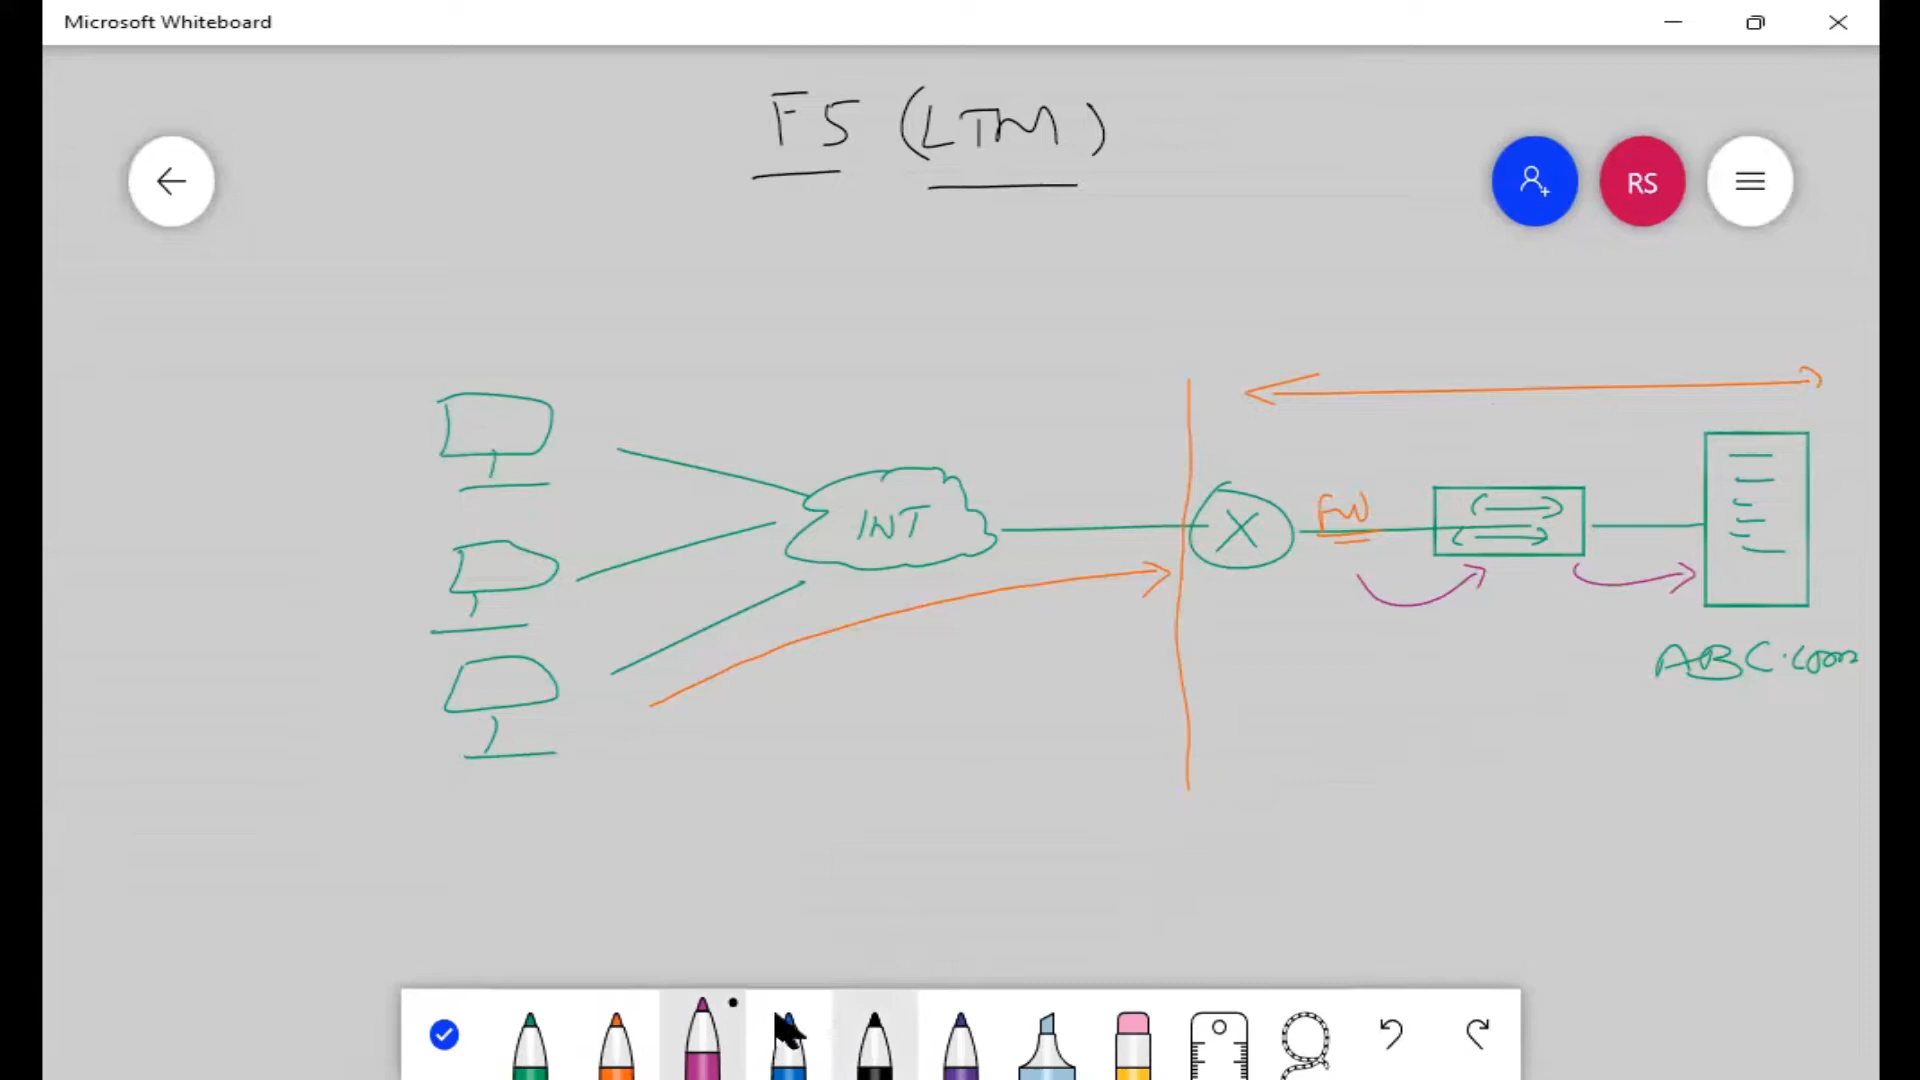 Microsoft Whiteboard
F5 (LTM)
RS
INT
X
FW
ABC.com